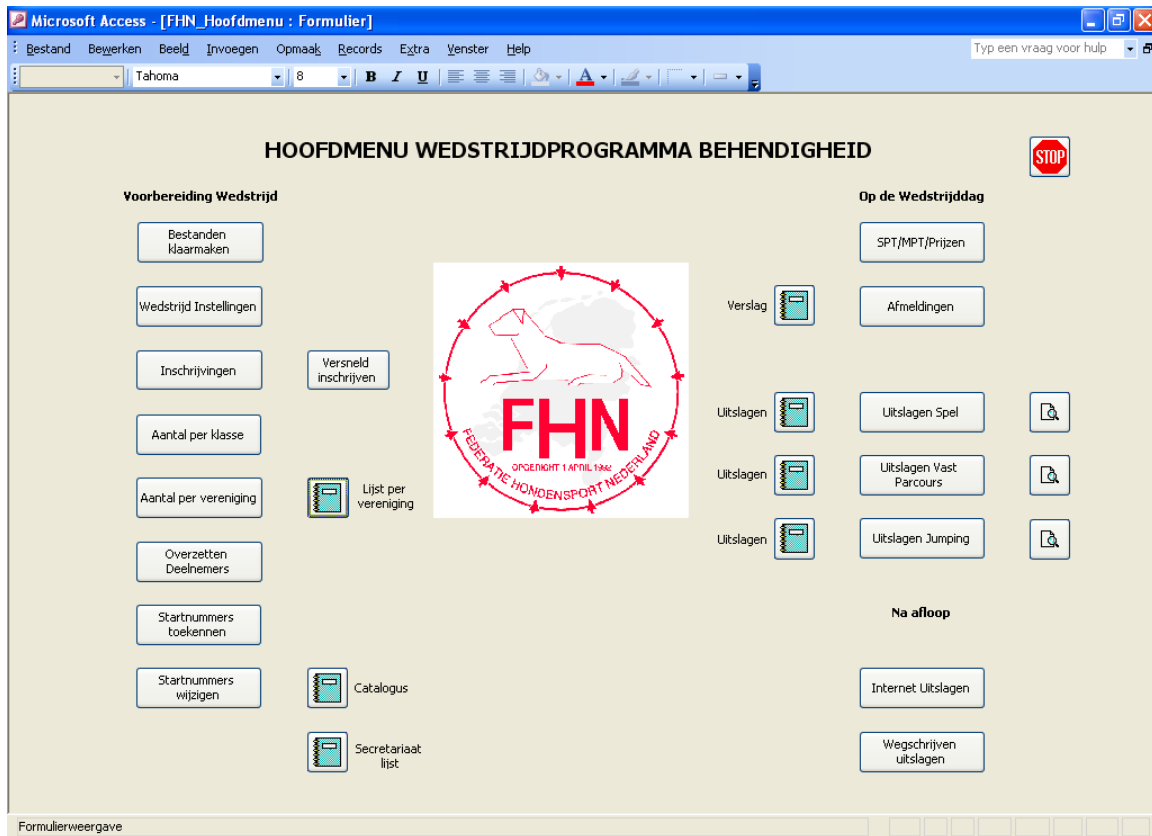 Microsoft Access - [FHN_Hoofdmenu : Formulier]
Bestand Bewerken Beeld Invoegen Opmaak Records Extra Venster Help Typ een vraag voor hulp
Tahoma 8 B I U A
HOOFDMENU WEDSTRIJDPROGRAMMA BEHENDIGHEID
STOP
Voorbereiding Wedstrijd
Bestanden
klaarmaken
Wedstrijd Instellingen
Inschrijvingen
Versneld
inschrijven
Aantal per klasse
Aantal per vereniging
Lijst per
vereniging
Overzetten
Deelnemers
Startnummers
toekennen
Startnummers
wijzigen
Catalogus
Secretariaat
lijst
FHN
OPGERICHT 1 APRIL 1992
FEDERATIE HONDENSPORT NEDERLAND
Op de Wedstrijddag
SPT/MPT/Prijzen
Verslag
Afmeldingen
Uitslagen
Uitslagen Spel
Uitslagen
Uitslagen Vast
Parcours
Uitslagen
Uitslagen Jumping
Na afloop
Internet Uitslagen
Wegschrijven
uitslagen
Formulierweergave